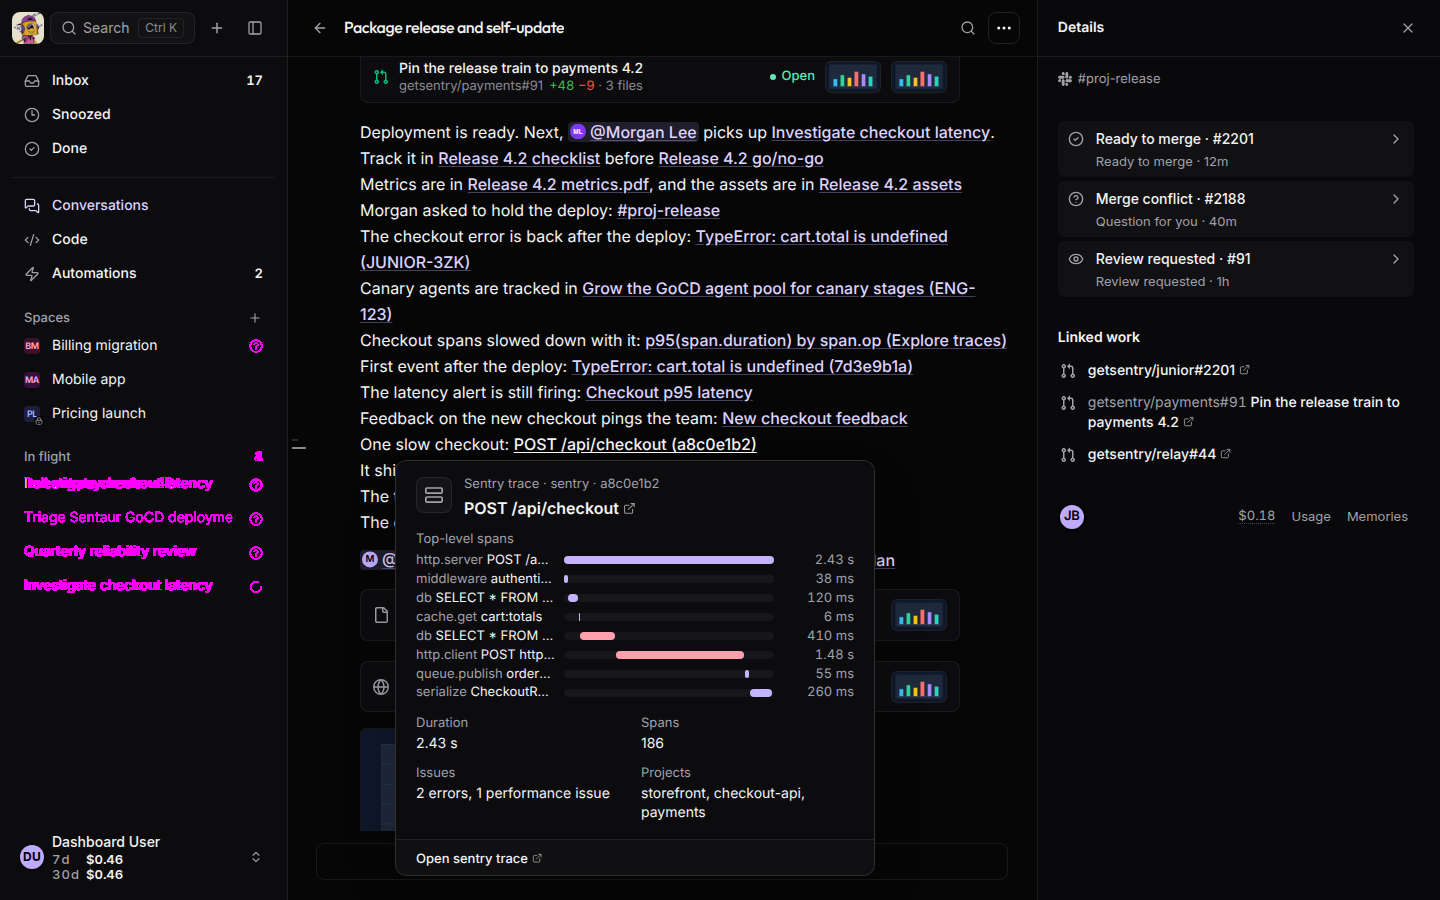 Search Ctrl K
Inbox 17
Snoozed
Done
Conversations
Code
Automations 2
Spaces
BM Billing migration
MA Mobile app
PL Pricing launch
In flight
Triage Sentaur GoCD deployme
Quarterly reliability review
Investigate checkout latency
DU Dashboard User
7d $0.46
30d $0.46
Package release and self-update
Pin the release train to payments 4.2
getsentry/payments#91 +48 −9 · 3 files
Open
Deployment is ready. Next, ML @Morgan Lee picks up Investigate checkout latency.
Track it in Release 4.2 checklist before Release 4.2 go/no-go
Metrics are in Release 4.2 metrics.pdf, and the assets are in Release 4.2 assets
Morgan asked to hold the deploy: #proj-release
The checkout error is back after the deploy: TypeError: cart.total is undefined
(JUNIOR-3ZK)
Canary agents are tracked in Grow the GoCD agent pool for canary stages (ENG-
123)
Checkout spans slowed down with it: p95(span.duration) by span.op (Explore traces)
First event after the deploy: TypeError: cart.total is undefined (7d3e9b1a)
The latency alert is still firing: Checkout p95 latency
Feedback on the new checkout pings the team: New checkout feedback
One slow checkout: POST /api/checkout (a8c0e1b2)
It shi
The
The
M @
Sentry trace · sentry · a8c0e1b2
POST /api/checkout
Top-level spans
http.server POST /a... 2.43 s
middleware authenti... 38 ms
db SELECT * FROM ... 120 ms
cache.get cart:totals 6 ms
db SELECT * FROM ... 410 ms
http.client POST http... 1.48 s
queue.publish order... 55 ms
serialize CheckoutR... 260 ms
Duration
2.43 s
Spans
186
Issues
2 errors, 1 performance issue
Projects
storefront, checkout-api,
payments
Open sentry trace
Details
#proj-release
Ready to merge · #2201
Ready to merge · 12m
Merge conflict · #2188
Question for you · 40m
Review requested · #91
Review requested · 1h
Linked work
getsentry/junior#2201
getsentry/payments#91 Pin the release train to
payments 4.2
getsentry/relay#44
JB $0.18 Usage Memories